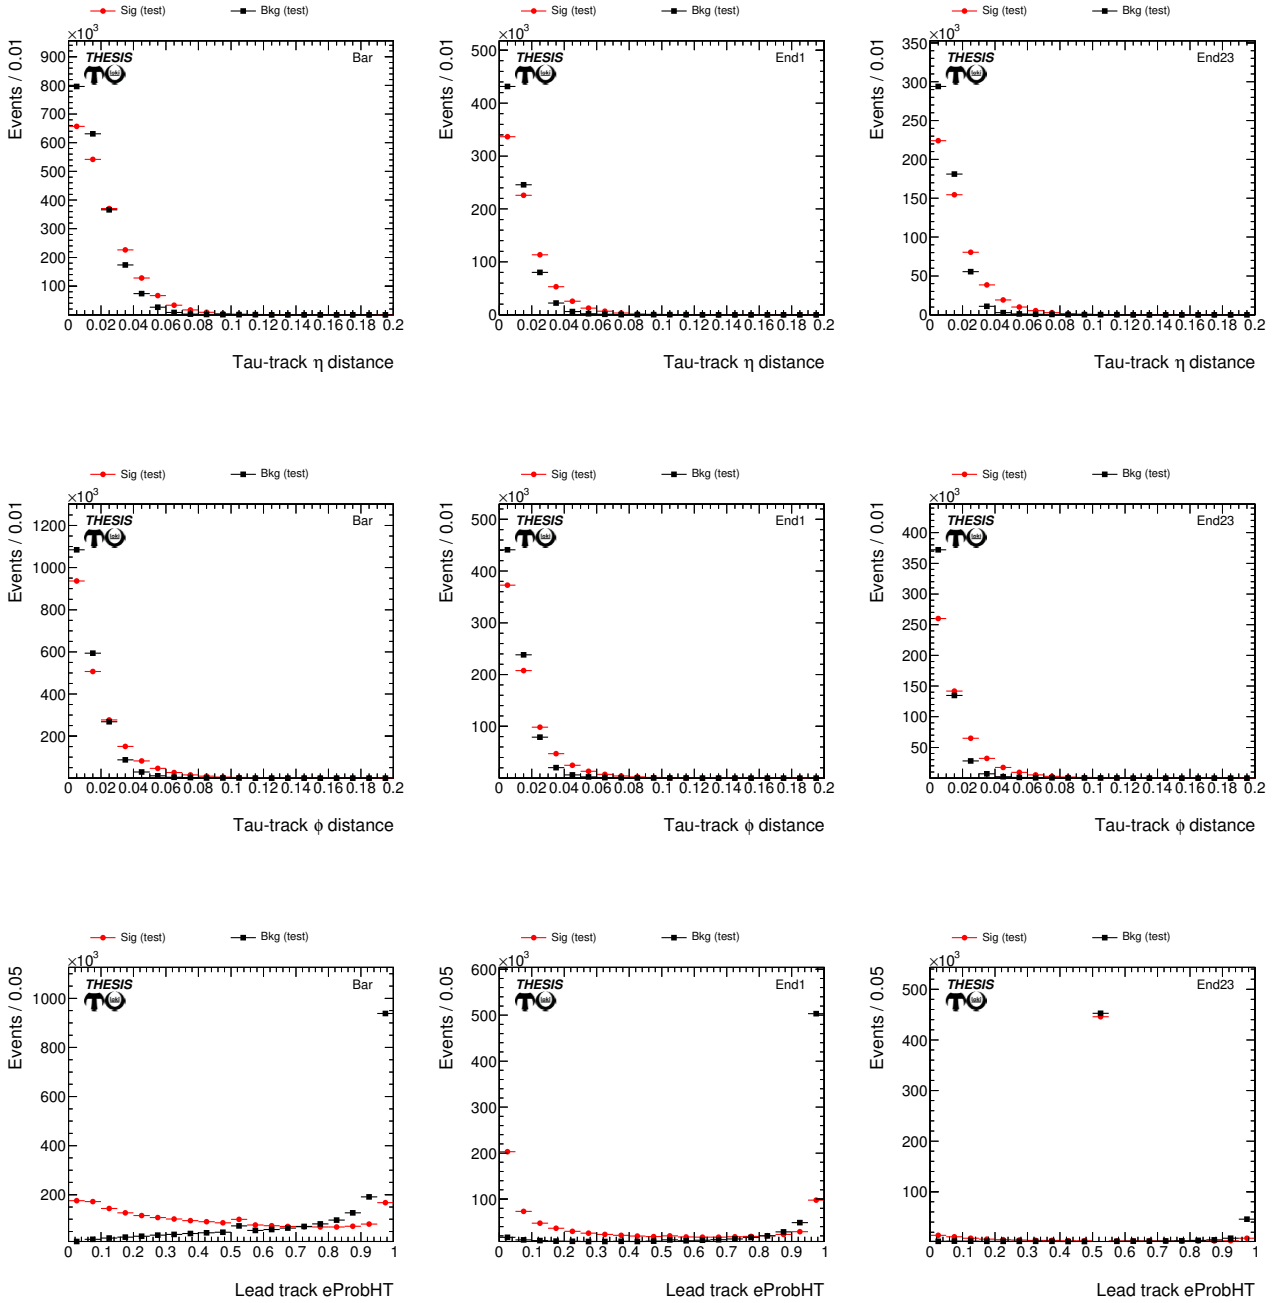 Sig (test) Bkg (test)
×10³
Events / 0.01
THESIS
Bar
900
800
700
600
500
400
300
200
100
0 0.02 0.04 0.06 0.08 0.1 0.12 0.14 0.16 0.18 0.2
Tau-track η distance
Sig (test) Bkg (test)
×10³
Events / 0.01
THESIS
End1
500
400
300
200
100
0
0 0.02 0.04 0.06 0.08 0.1 0.12 0.14 0.16 0.18 0.2
Tau-track η distance
Sig (test) Bkg (test)
×10³
Events / 0.01
THESIS
End23
350
300
250
200
150
100
50
0
0 0.02 0.04 0.06 0.08 0.1 0.12 0.14 0.16 0.18 0.2
Tau-track η distance
Sig (test) Bkg (test)
×10³
Events / 0.01
THESIS
Bar
1200
1000
800
600
400
200
0 0.02 0.04 0.06 0.08 0.1 0.12 0.14 0.16 0.18 0.2
Tau-track ϕ distance
Sig (test) Bkg (test)
×10³
Events / 0.01
THESIS
End1
500
400
300
200
100
0 0.02 0.04 0.06 0.08 0.1 0.12 0.14 0.16 0.18 0.2
Tau-track ϕ distance
Sig (test) Bkg (test)
×10³
Events / 0.01
THESIS
End23
400
350
300
250
200
150
100
50
0 0.02 0.04 0.06 0.08 0.1 0.12 0.14 0.16 0.18 0.2
Tau-track ϕ distance
Sig (test) Bkg (test)
×10³
Events / 0.05
THESIS
Bar
1000
800
600
400
200
0 0.1 0.2 0.3 0.4 0.5 0.6 0.7 0.8 0.9 1
Lead track eProbHT
Sig (test) Bkg (test)
×10³
Events / 0.05
THESIS
End1
600
500
400
300
200
100
0 0.1 0.2 0.3 0.4 0.5 0.6 0.7 0.8 0.9 1
Lead track eProbHT
Sig (test) Bkg (test)
×10³
Events / 0.05
THESIS
End23
500
400
300
200
100
0 0.1 0.2 0.3 0.4 0.5 0.6 0.7 0.8 0.9 1
Lead track eProbHT